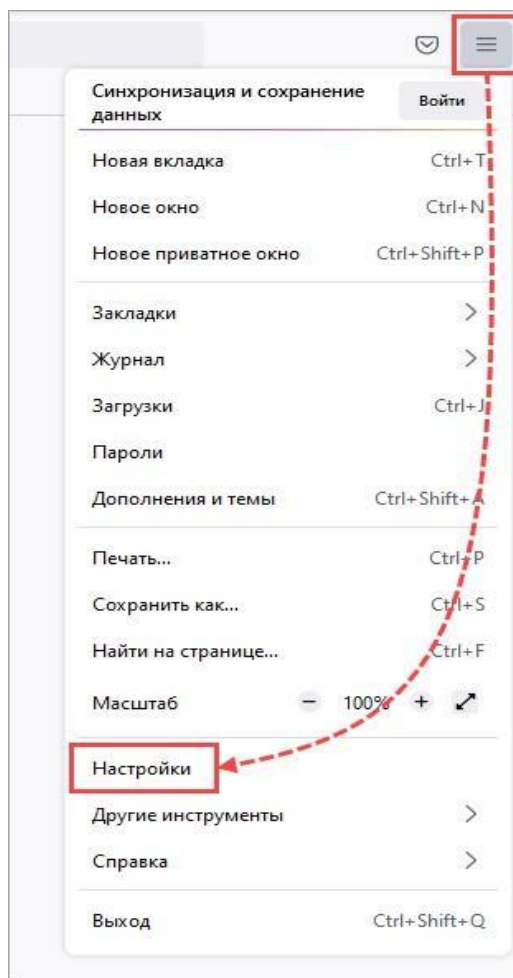 Синхронизация и сохранение
данных
Войти
Новая вкладка Ctrl+T
Новое окно Ctrl+N
Новое приватное окно Ctrl+Shift+P
Закладки
Журнал
Загрузки Ctrl+J
Пароли
Дополнения и темы Ctrl+Shift+A
Печать... Ctrl+P
Сохранить как... Ctrl+S
Найти на странице... Ctrl+F
Масштаб − 100% +
Настройки
Другие инструменты
Справка
Выход Ctrl+Shift+Q